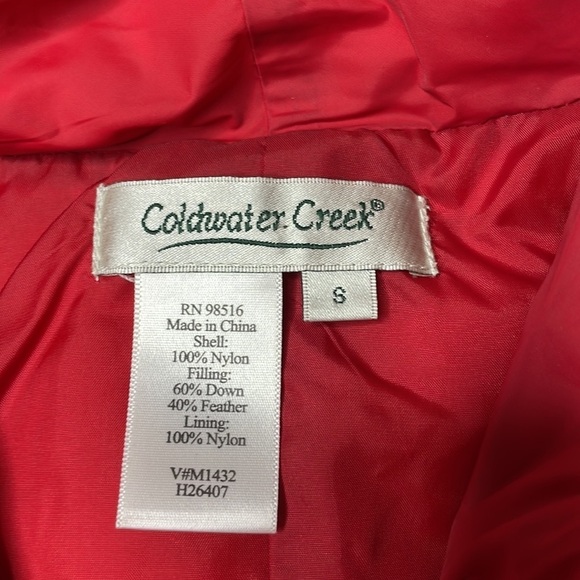 Coldwater Creek®
S
RN 98516
Made in China
Shell:
100% Nylon
Filling:
60% Down
40% Feather
Lining:
100% Nylon
V#M1432
H26407